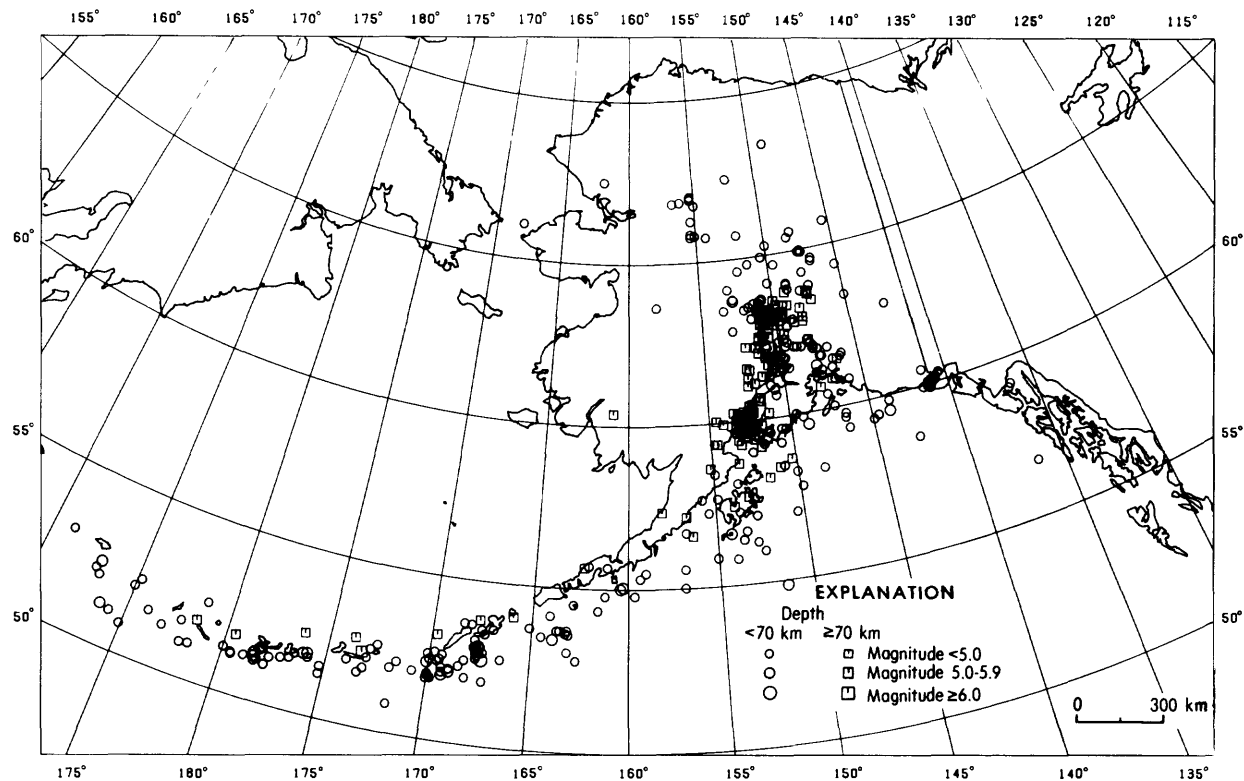 155° 160° 165° 170° 175° 180° 175° 170° 165° 160° 155° 150° 145° 140° 135° 130° 125° 120° 115°
60° 60°
55° 55°
50° 50°
EXPLANATION
Depth
<70 km ≥70 km
Magnitude <5.0
Magnitude 5.0-5.9
Magnitude ≥6.0
0 300 km
175° 180° 175° 170° 165° 160° 155° 150° 145° 140° 135°